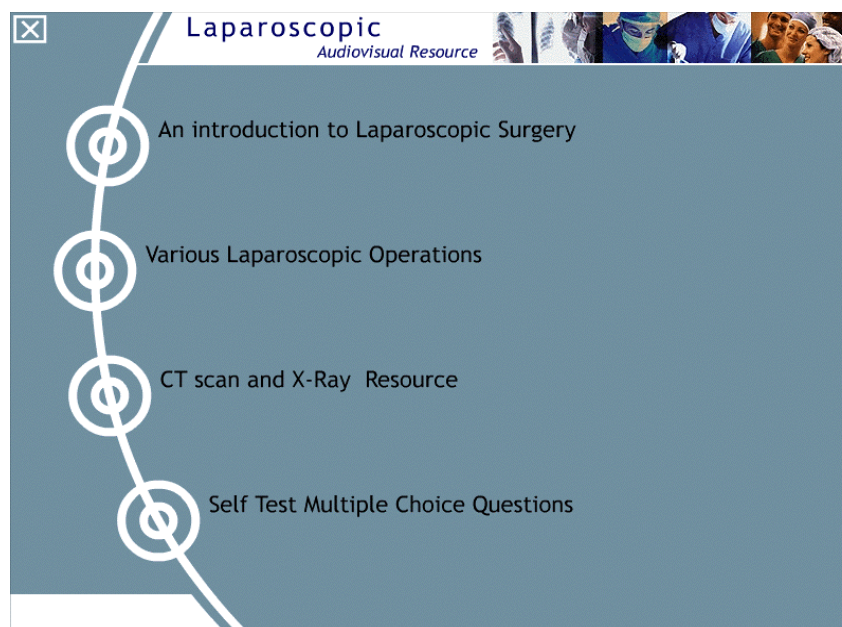 Laparoscopic
Audiovisual Resource
An introduction to Laparoscopic Surgery
Various Laparoscopic Operations
CT scan and X-Ray  Resource
Self Test Multiple Choice Questions